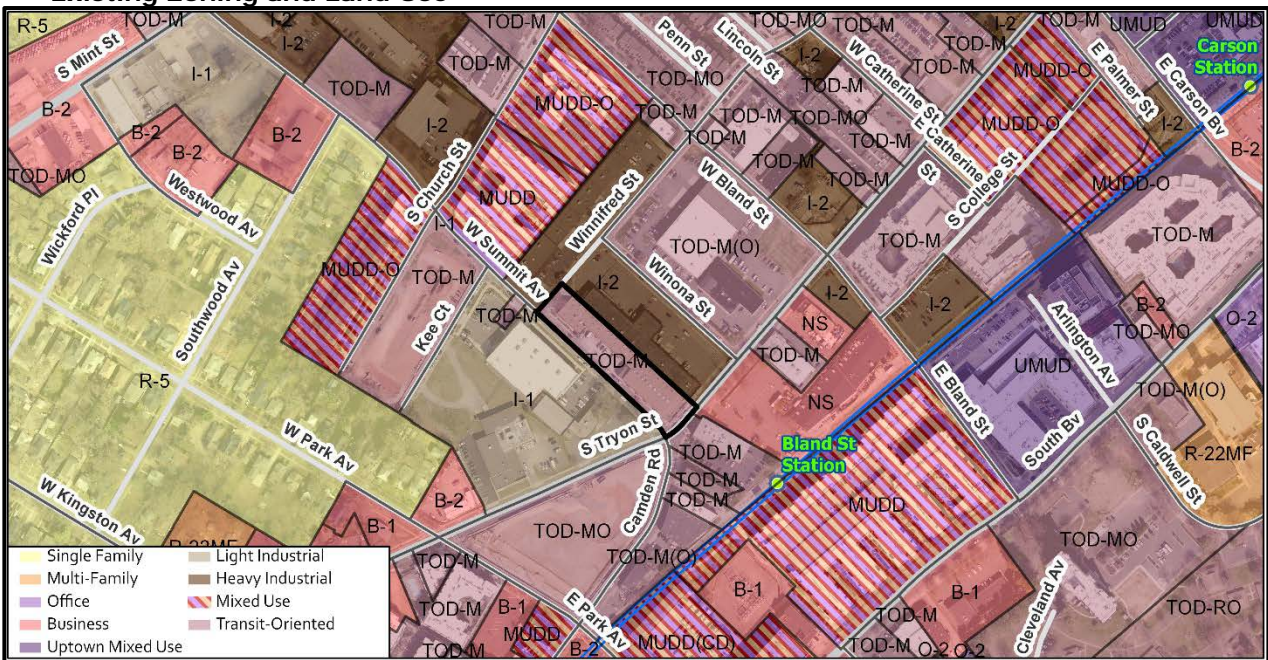 Existing Zoning and Land Use
R-5
TOD-M
I-2
TOD-M
TOD-MO
I-2
TOD-M
UMUD
UMUD
S Mint St
I-1
TOD-M
TOD-M
MUDD-O
Penn St
Lincoln St
TOD-MO
I-2
W Catherine St
TOD-M
MUDD-O
E Palmer St
E Carson Bv
Carson
Station
B-2
B-2
B-2
I-2
TOD-M
TOD-M
TOD-MO
TOD-M
TOD-M
E Catherine
St
MUDD-O
I-2
B-2
TOD-MO
Wickford Pl
Westwood Av
S Church St
MUDD
Winnifred St
W Bland St
TOD-M
I-2
S College St
MUDD-O
Southwood Av
MUDD-O
I-1
TOD-M
W Summit Av
TOD-M(O)
TOD-M
TOD-M
Kee Ct
TOD-M
I-2
Winona St
I-2
I-2
NS
TOD-M
B-2
TOD-MO
O-2
Arlington Av
R-5
I-1
TOD-M
NS
UMUD
E Bland St
TOD-M(O)
W Park Av
S Tryon St
South Bv
S Caldwell St
R-22MF
Bland St
Station
TOD-M
TOD-M
TOD-M
MUDD
W Kingston Av
B-2
Camden Rd
TOD-MO
TOD-MO
R-22MF
B-1
TOD-M(O)
B-1
B-1
Cleveland Av
TOD-RO
TOD-M
TOD-M
B-1
MUDD
E Park Av
B-2
MUDD(CD)
TOD-M
TOD-M
TOD-M
O-2
O-2
Single Family
Multi-Family
Office
Business
Uptown Mixed Use
Light Industrial
Heavy Industrial
Mixed Use
Transit-Oriented